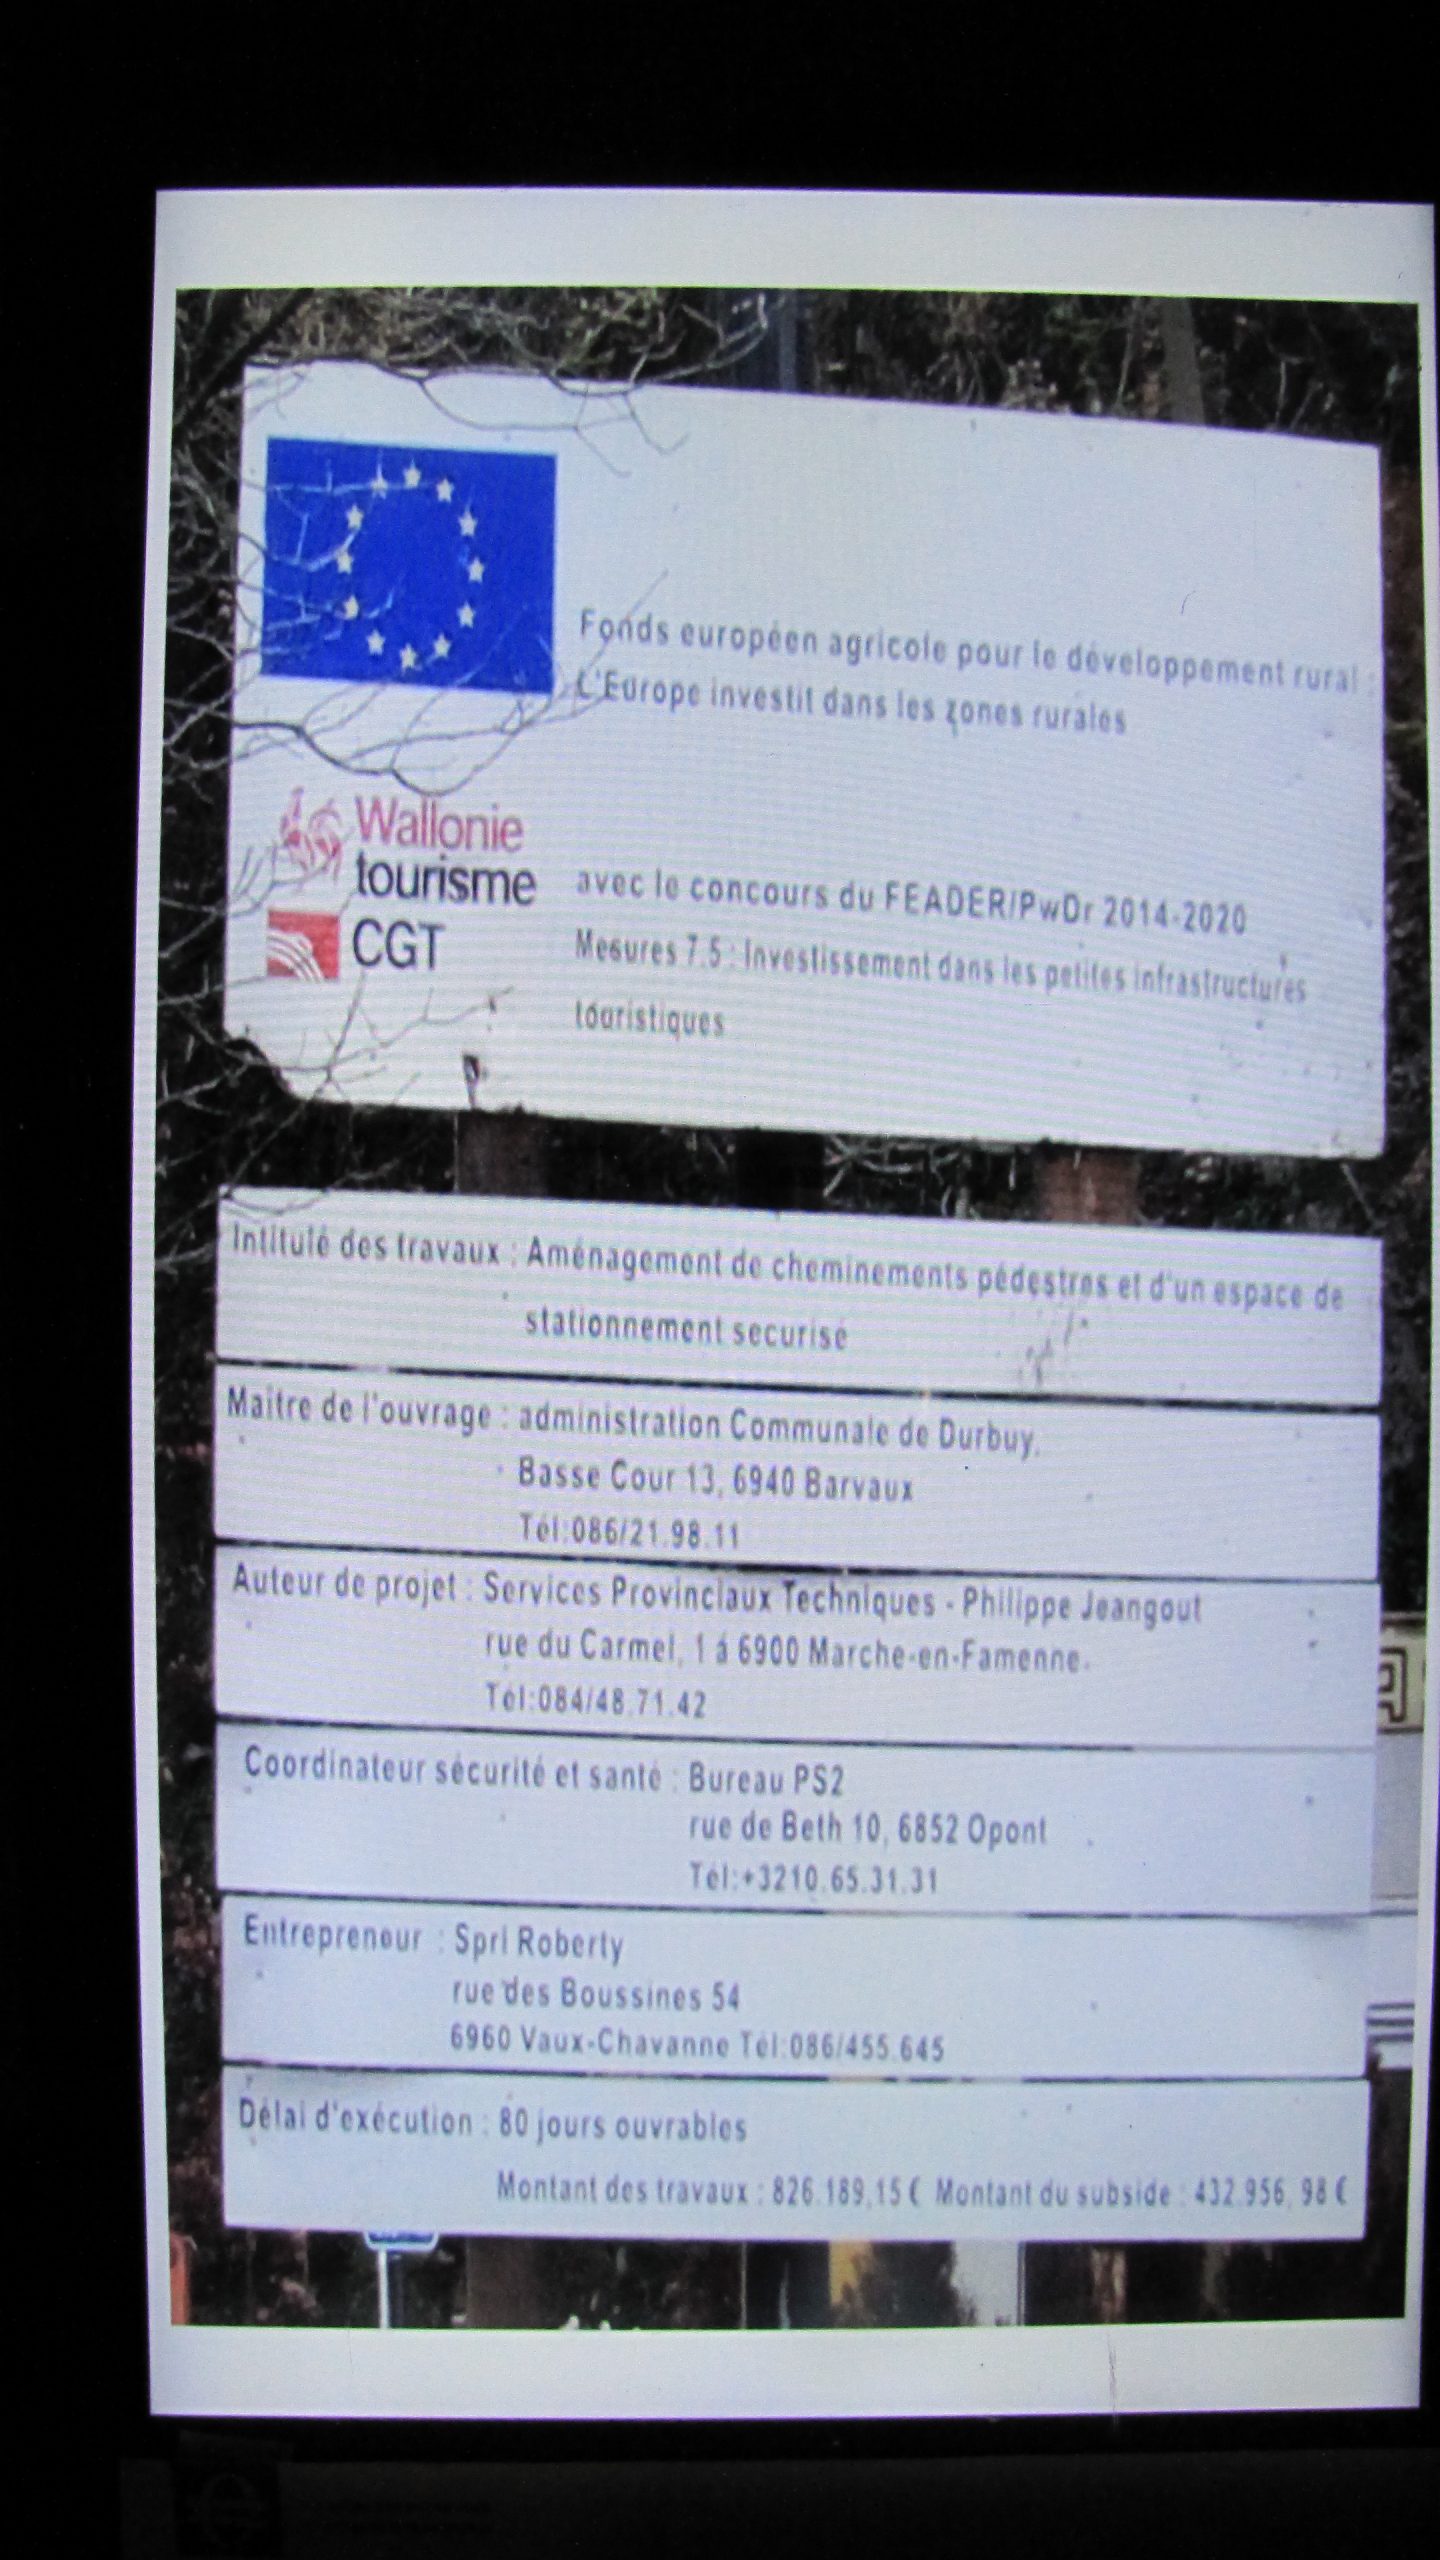 Fonds européen agricole pour le développement rural :
L'Europe investit dans les zones rurales
Wallonie
tourisme
CGT
avec le concours du FEADER/PwDr 2014-2020
Mesures 7.5 : Investissement dans les petites infrastructures
touristiques
Intitulé des travaux : Aménagement de cheminements pédestres et d'un espace de
stationnement securisé
Maitre de l'ouvrage : administration Communale de Durbuy,
Basse Cour 13, 6940 Barvaux
Tél:086/21.98.11
Auteur de projet : Services Provinciaux Techniques - Philippe Jeangout
rue du Carmel, 1 à 6900 Marche-en-Famenne
Tél:084/48.71.42
Coordinateur sécurité et santé : Bureau PS2
rue de Beth 10, 6852 Opont
Tél:+3210.65.31.31
Entrepreneur : Sprl Roberty
rue des Boussines 54
6960 Vaux-Chavanne Tél:086/455.645
Délai d'exécution : 80 jours ouvrables
Montant des travaux : 826.189,15 € Montant du subside : 432.956, 98 €